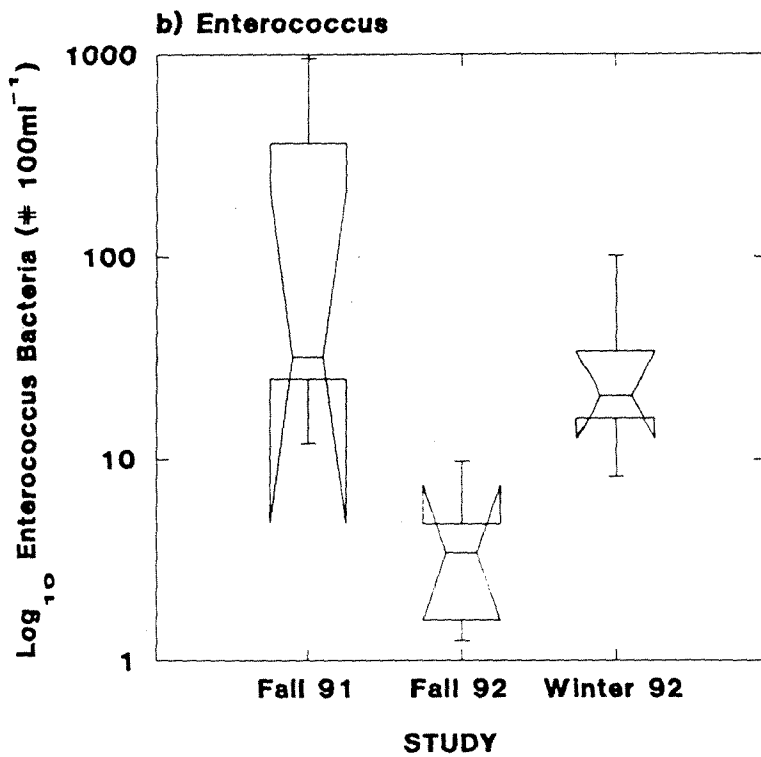 b) Enterococcus
Log10 Enterococcus Bacteria (# 100ml-1)
1000
100
10
1
Fall 91 Fall 92 Winter 92
STUDY